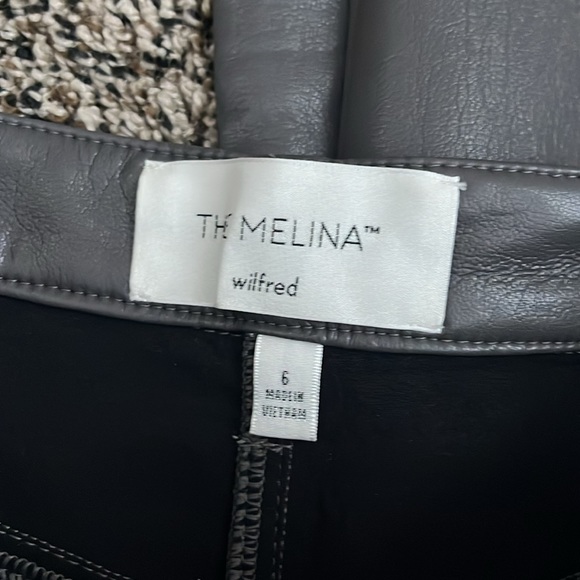 THE MELINA™
wilfred
6
MADE IN
VIETNAM